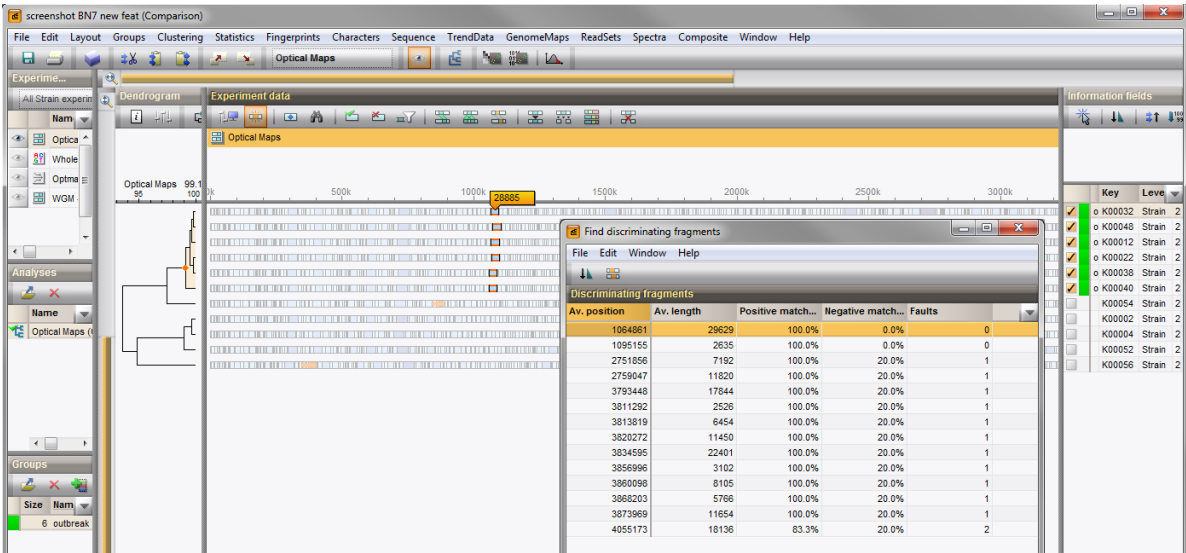 screenshot BN7 new feat (Comparison)
File Edit Layout Groups Clustering Statistics Fingerprints Characters Sequence TrendData GenomeMaps ReadSets Spectra Composite Window Help
Optical Maps
Experime...
All Strain experin
Nam
Optica
Whole
Optma
WGM
Dendrogram
Optical Maps 99.1
95 100
Experiment data
Optical Maps
500k 1000k 1500k 2000k 2500k 3000k
28885
Information fields
Key Leve
o K00032 Strain 2
o K00048 Strain 2
o K00012 Strain 2
o K00022 Strain 2
o K00038 Strain 2
o K00040 Strain 2
K00054 Strain 2
K00002 Strain 2
K00004 Strain 2
K00052 Strain 2
K00056 Strain 2
Analyses
Name
Optical Maps (
Groups
Size Nam
6 outbreak
Find discriminating fragments
File Edit Window Help
Discriminating fragments
Av. position Av. length Positive match... Negative match... Faults
1064861 29629 100.0% 0.0% 0
1095155 2635 100.0% 0.0% 0
2751856 7192 100.0% 20.0% 1
2759047 11820 100.0% 20.0% 1
3793448 17844 100.0% 20.0% 1
3811292 2526 100.0% 20.0% 1
3813819 6454 100.0% 20.0% 1
3820272 11450 100.0% 20.0% 1
3834595 22401 100.0% 20.0% 1
3856996 3102 100.0% 20.0% 1
3860098 8105 100.0% 20.0% 1
3868203 5766 100.0% 20.0% 1
3873969 11654 100.0% 20.0% 1
4055173 18136 83.3% 20.0% 2